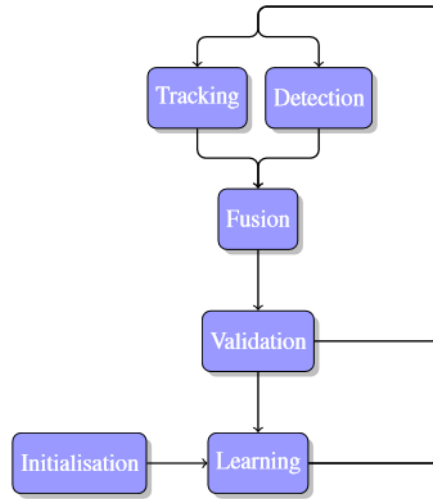 Tracking
Detection
Fusion
Validation
Initialisation
Learning